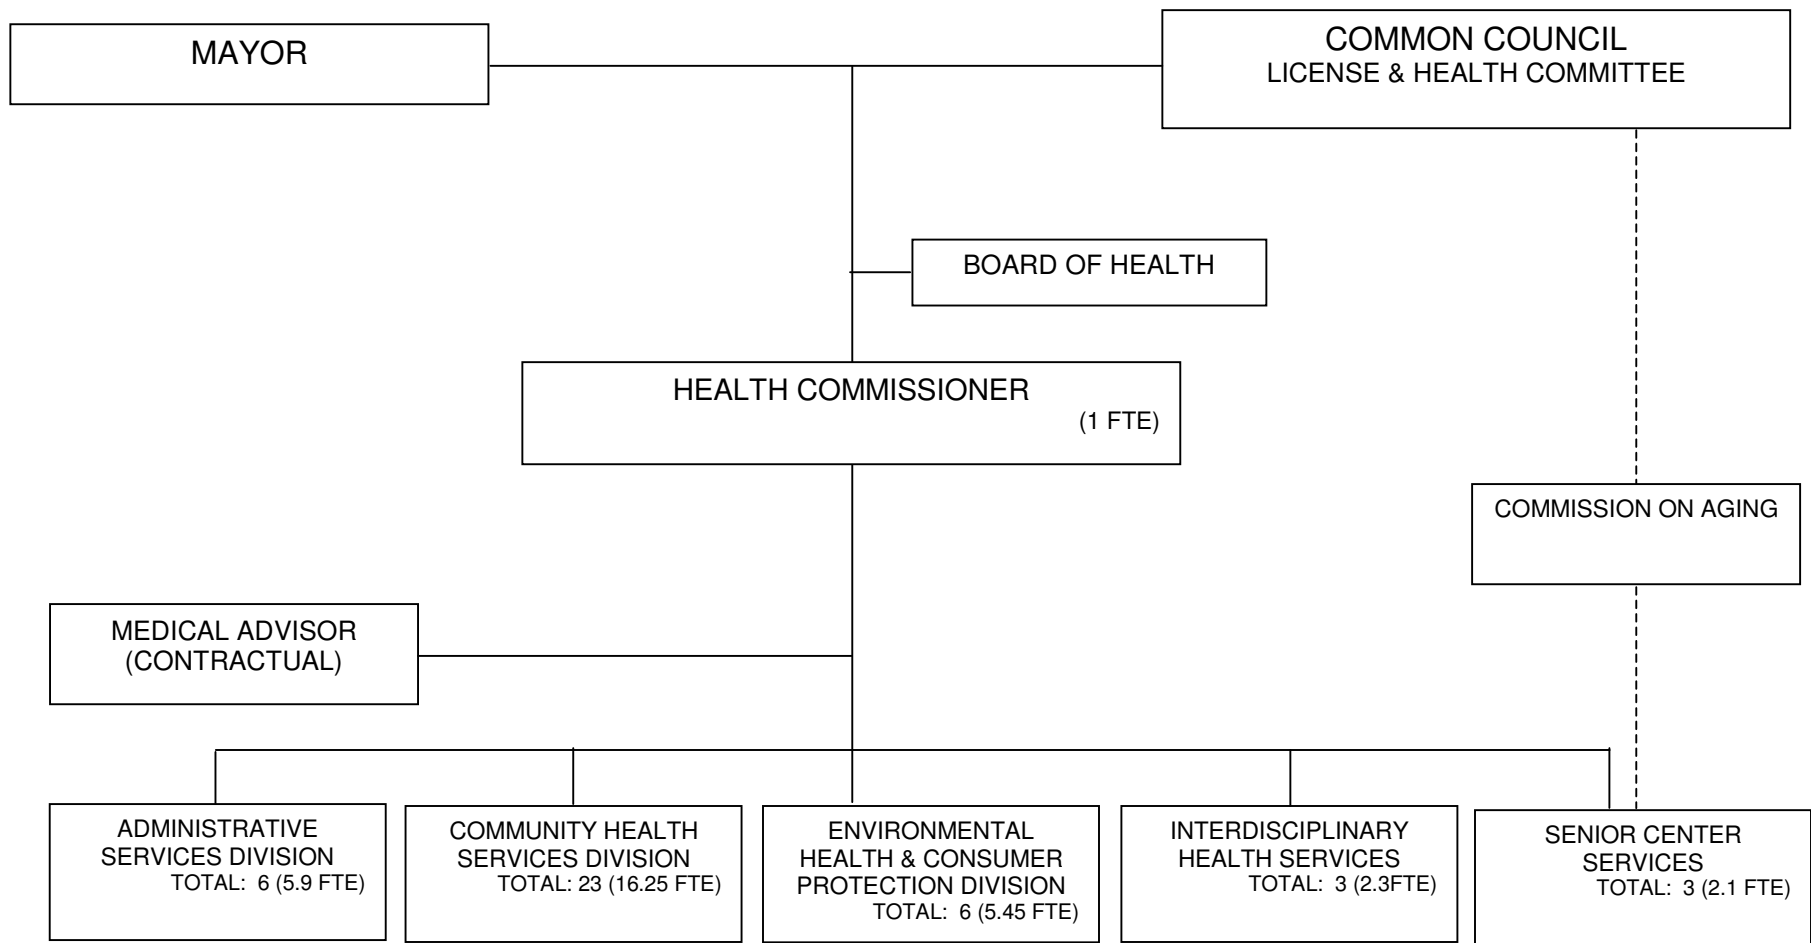 MAYOR
COMMON COUNCIL
LICENSE & HEALTH COMMITTEE
BOARD OF HEALTH
HEALTH COMMISSIONER
(1 FTE)
COMMISSION ON AGING
MEDICAL ADVISOR
(CONTRACTUAL)
ADMINISTRATIVE
SERVICES DIVISION
TOTAL: 6 (5.9 FTE)
COMMUNITY HEALTH
SERVICES DIVISION
TOTAL: 23 (16.25 FTE)
ENVIRONMENTAL
HEALTH & CONSUMER
PROTECTION DIVISION
TOTAL: 6 (5.45 FTE)
INTERDISCIPLINARY
HEALTH SERVICES
TOTAL: 3 (2.3FTE)
SENIOR CENTER
SERVICES
TOTAL: 3 (2.1 FTE)